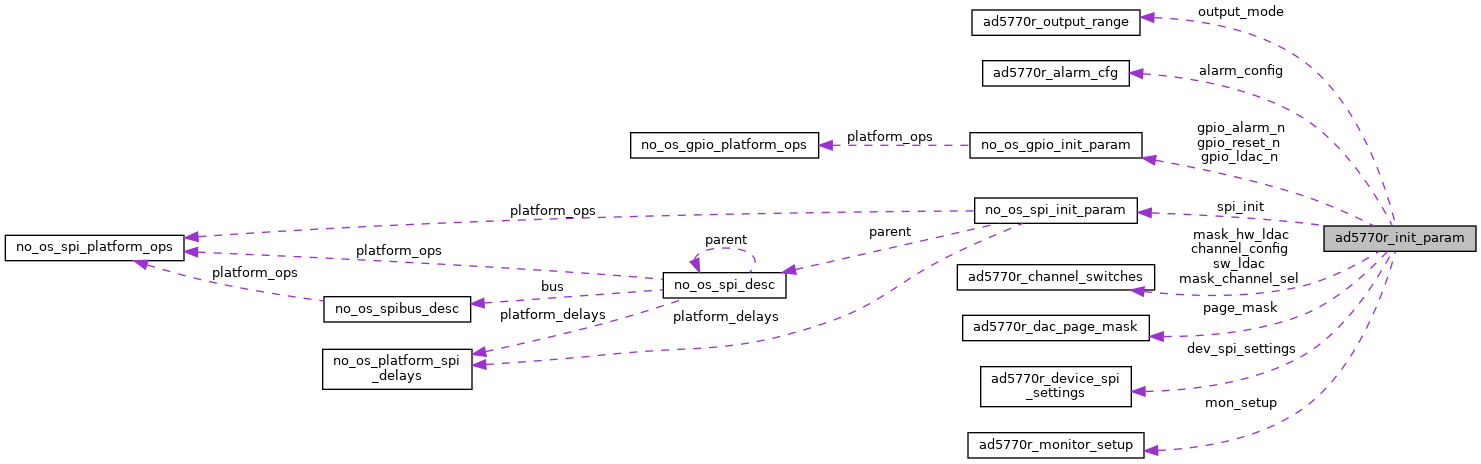 output_mode
ad5770r_output_range
alarm_config
ad5770r_alarm_cfg
gpio_alarm_n
gpio_reset_n
gpio_ldac_n
platform_ops
no_os_gpio_platform_ops
no_os_gpio_init_param
spi_init
no_os_spi_init_param
platform_ops
parent
ad5770r_init_param
mask_hw_ldac
channel_config
sw_ldac
mask_channel_sel
parent
no_os_spi_platform_ops
platform_ops
platform_ops
ad5770r_channel_switches
no_os_spi_desc
bus
no_os_spibus_desc
page_mask
platform_delays
platform_delays
ad5770r_dac_page_mask
dev_spi_settings
no_os_platform_spi
_delays
ad5770r_device_spi
_settings
mon_setup
ad5770r_monitor_setup